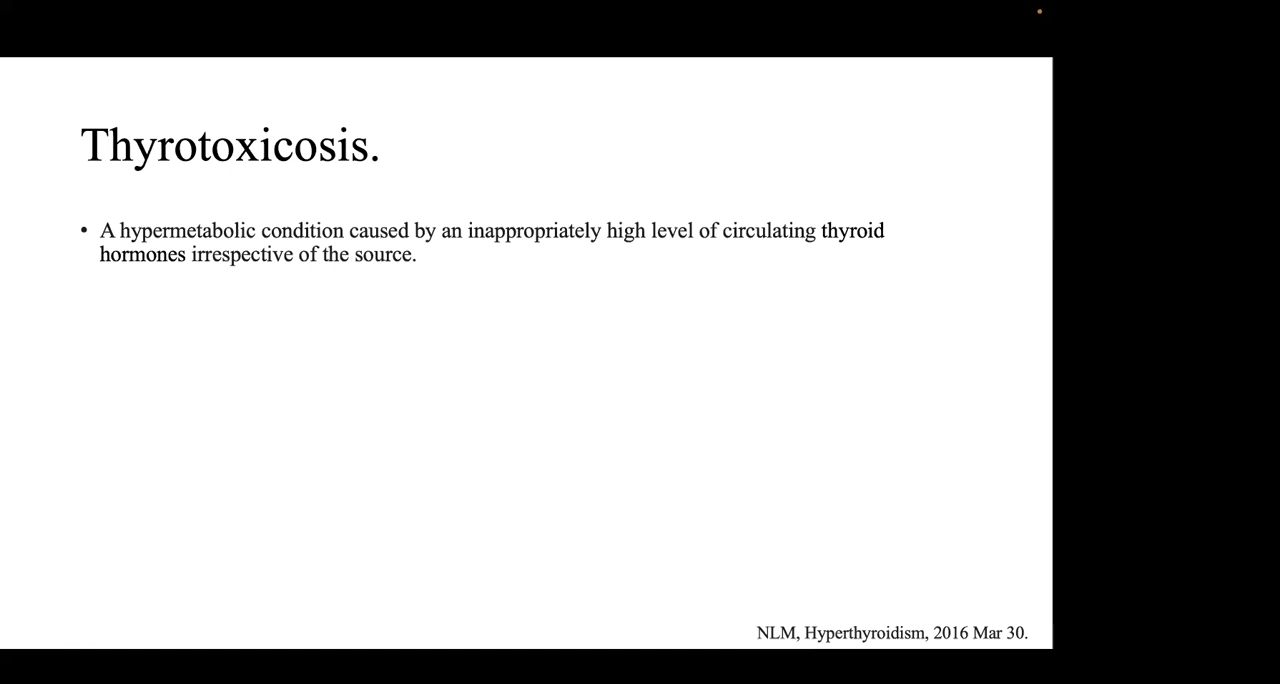 Thyrotoxicosis.
• A hypermetabolic condition caused by an inappropriately high level of circulating thyroid
hormones irrespective of the source.
NLM, Hyperthyroidism, 2016 Mar 30.